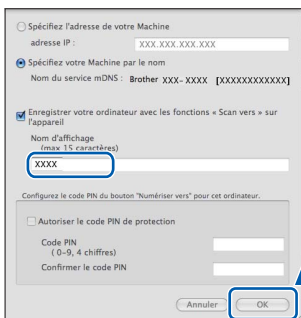 Spécifiez l'adresse de votre Machine
adresse IP :
XXX.XXX.XXX.XXX
Spécifiez votre Machine par le nom
Nom du service mDNS : Brother XXX-XXXX [XXXXXXXXXXXX]
Enregistrer votre ordinateur avec les fonctions « Scan vers » sur
l'appareil
Nom d'affichage
(max 15 caractères)
XXXX
Configurez le code PIN du bouton "Numériser vers" pour cet ordinateur.
Autoriser le code PIN de protection
Code PIN
( 0-9, 4 chiffres)
Confirmer le code PIN
Annuler
OK